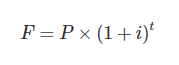 F = P × (1 + i)^t